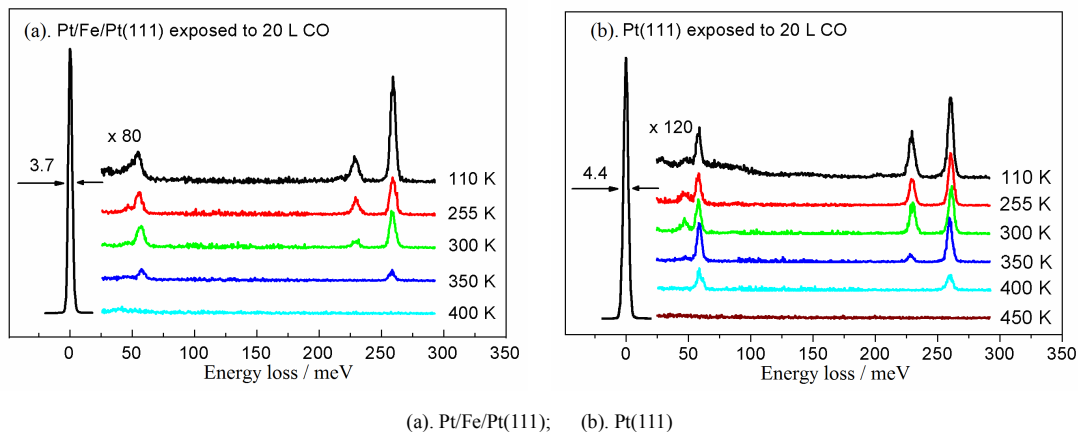 (a). Pt/Fe/Pt(111) exposed to 20 L CO
x 80
3.7
110 K
255 K
300 K
350 K
400 K
0 50 100 150 200 250 300 350
Energy loss / meV
(b). Pt(111) exposed to 20 L CO
x 120
4.4
110 K
255 K
300 K
350 K
400 K
450 K
0 50 100 150 200 250 300 350
Energy loss / meV
(a). Pt/Fe/Pt(111); (b). Pt(111)